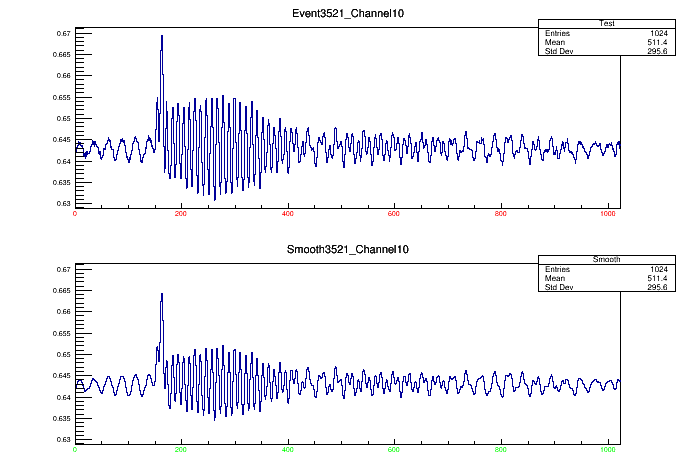 Event3521_Channel10
Test
Entries 1024
Mean 511.4
Std Dev 295.6
0.67
0.665
0.66
0.655
0.65
0.645
0.64
0.635
0.63
0 200 400 600 800 1000
Smooth3521_Channel10
Smooth
Entries 1024
Mean 511.4
Std Dev 295.6
0.67
0.665
0.66
0.655
0.65
0.645
0.64
0.635
0.63
0 200 400 600 800 1000